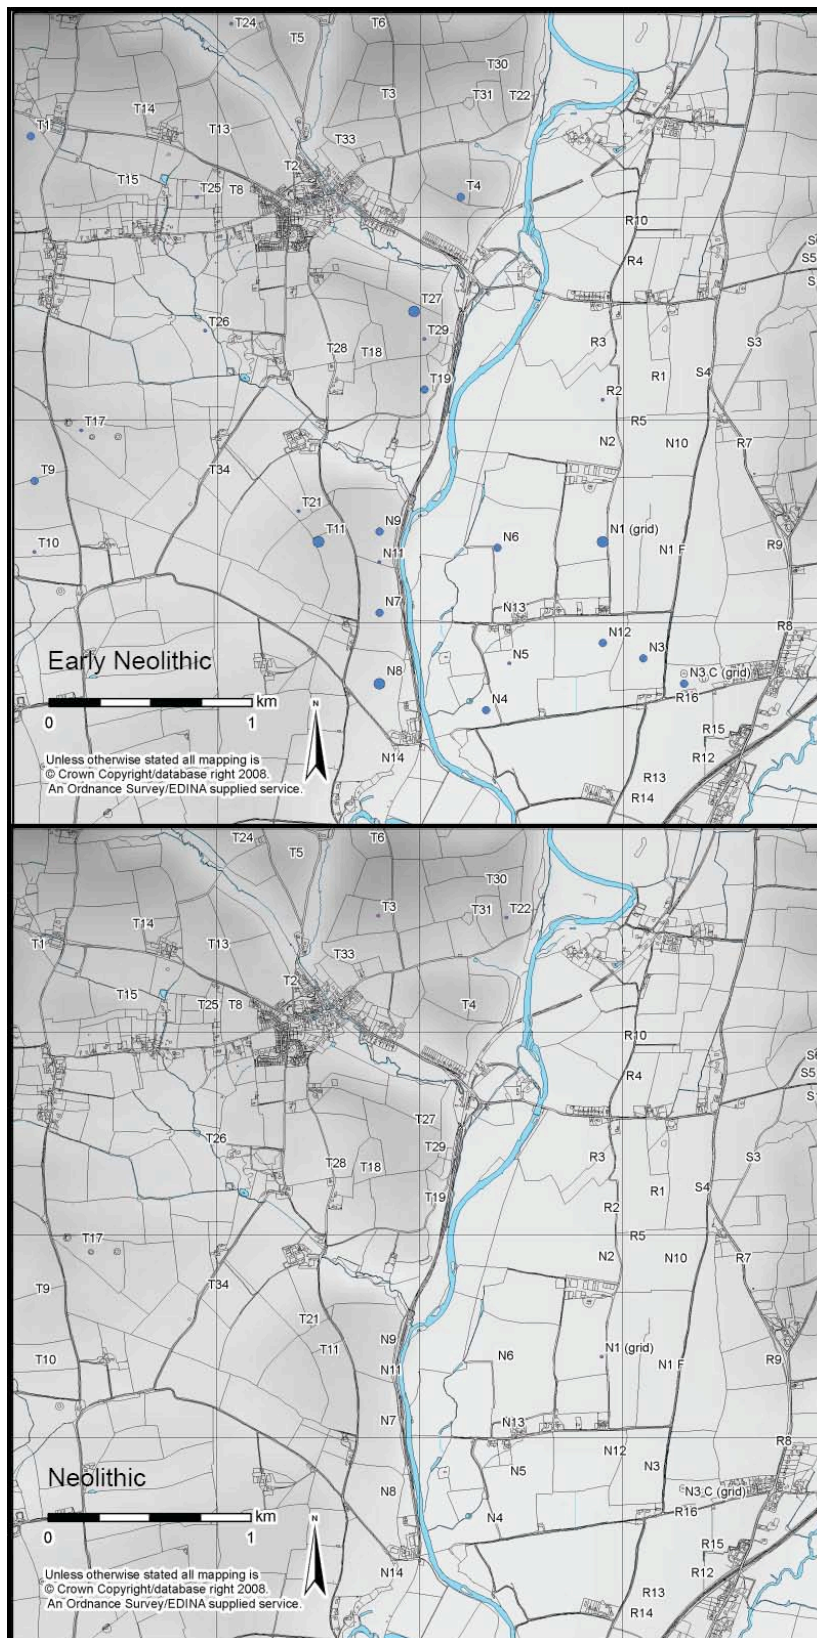 T24 T5 T6
T30
T3 T31 T22
T1 T14 T13 T33
T2
T15 T25 T8 T4
R10
S6
R4 S5
S
T27
T26 T29 R3 S3
T28 T18
T19 R1 S4
R2
T17 R5
T34 N2 N10 R7
T9
T21
N9 N1 (grid)
T10 T11 N6 R9
N11 N1 F
N7 N13
R8
N12
Early Neolithic N5 N3
N8 N3 C (grid)
km N4 R16
0 1
N R15
N14 R12
Unless otherwise stated all mapping is
© Crown Copyright/database right 2008. R13
An Ordnance Survey/EDINA supplied service. R14
T24 T5 T6
T30
T3 T31 T22
T1 T14 T13 T33
T2
T15 T25 T8 T4
R10
S6
R4 S5
S
T27
T26 T29 R3 S3
T28 T18
T19 R1 S4
R2
T17 R5
T34 N2 N10 R7
T9
T21
N9 N1 (grid)
T10 T11 N6 R9
N11 N1 F
N7 N13
R8
N12
Neolithic N5 N3
N8 N3 C (grid)
km N4 R16
0 1
N R15
N14 R12
Unless otherwise stated all mapping is
© Crown Copyright/database right 2008. R13
An Ordnance Survey/EDINA supplied service. R14